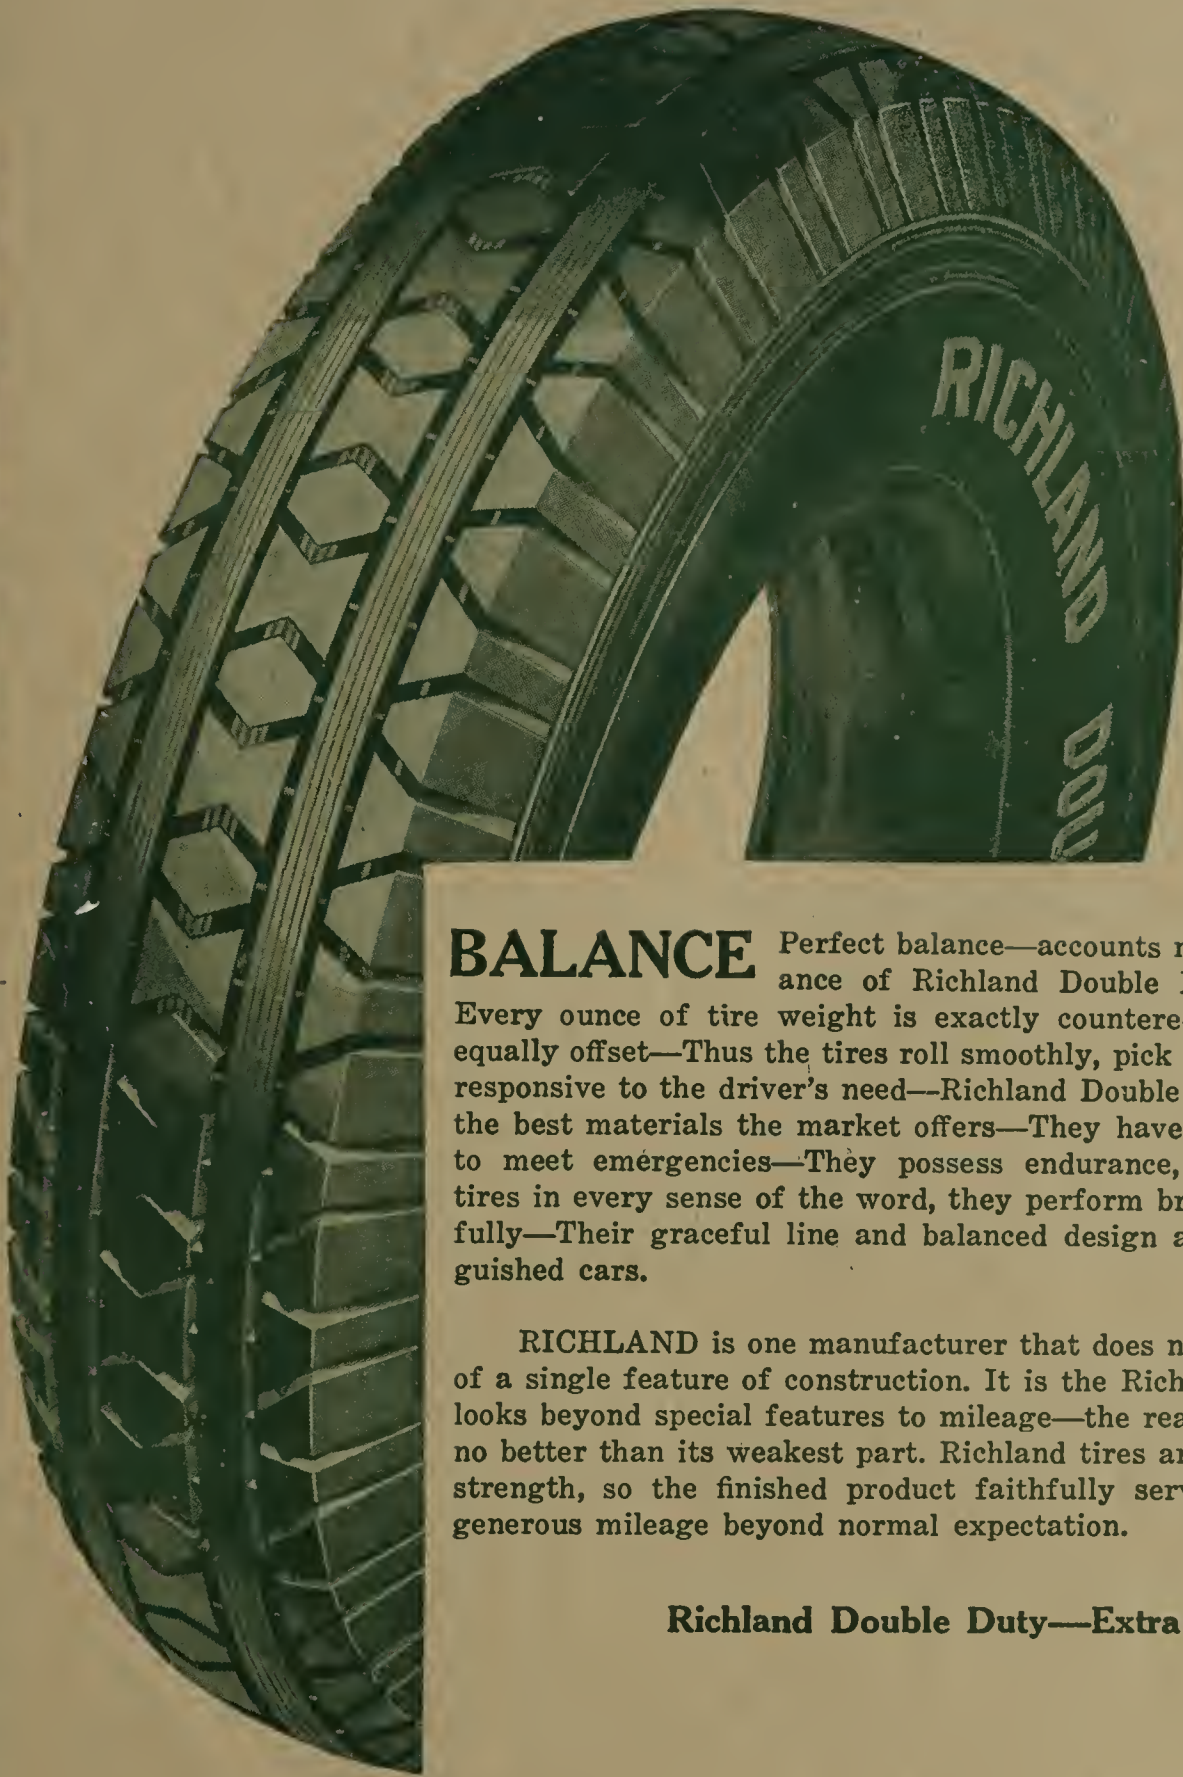 RICHLAND DOU
BALANCE Perfect balance—accounts
ance of Richland Double
Every ounce of tire weight is exactly countere
equally offset—Thus the tires roll smoothly, pick
responsive to the driver's need—Richland Double
the best materials the market offers—They have
to meet emergencies—They possess endurance,
tires in every sense of the word, they perform br
fully—Their graceful line and balanced design a
guished cars.
RICHLAND is one manufacturer that does n
of a single feature of construction. It is the Rich
looks beyond special features to mileage—the rea
no better than its weakest part. Richland tires ar
strength, so the finished product faithfully ser
generous mileage beyond normal expectation.
Richland Double Duty—Extra